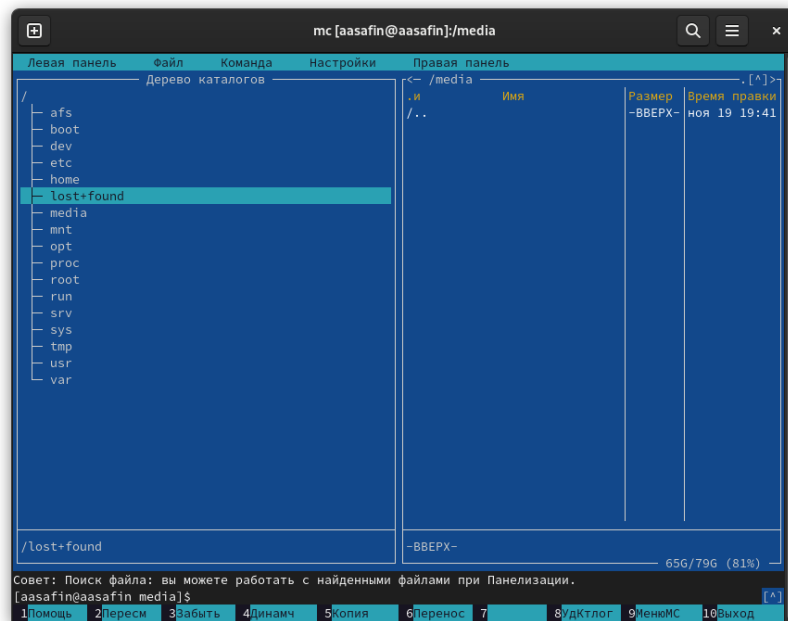 mc [aasafin@aasafin]:/media
Левая панель Файл Команда Настройки Правая панель
Дерево каталогов
/
afs
boot
dev
etc
home
lost+found
media
mnt
opt
proc
root
run
srv
sys
tmp
usr
var
/lost+found
<— /media .[^]>
.и Имя Размер Время правки
/.. -ВВЕРХ- ноя 19 19:41
-ВВЕРХ-
65G/79G (81%)
Совет: Поиск файла: вы можете работать с найденными файлами при Панелизации.
[aasafin@aasafin media]$ [^]
1Помощь 2Пересм 3Забыть 4Динамч 5Копия 6Перенос 7 8УдКтлог 9МенюМС 10Выход